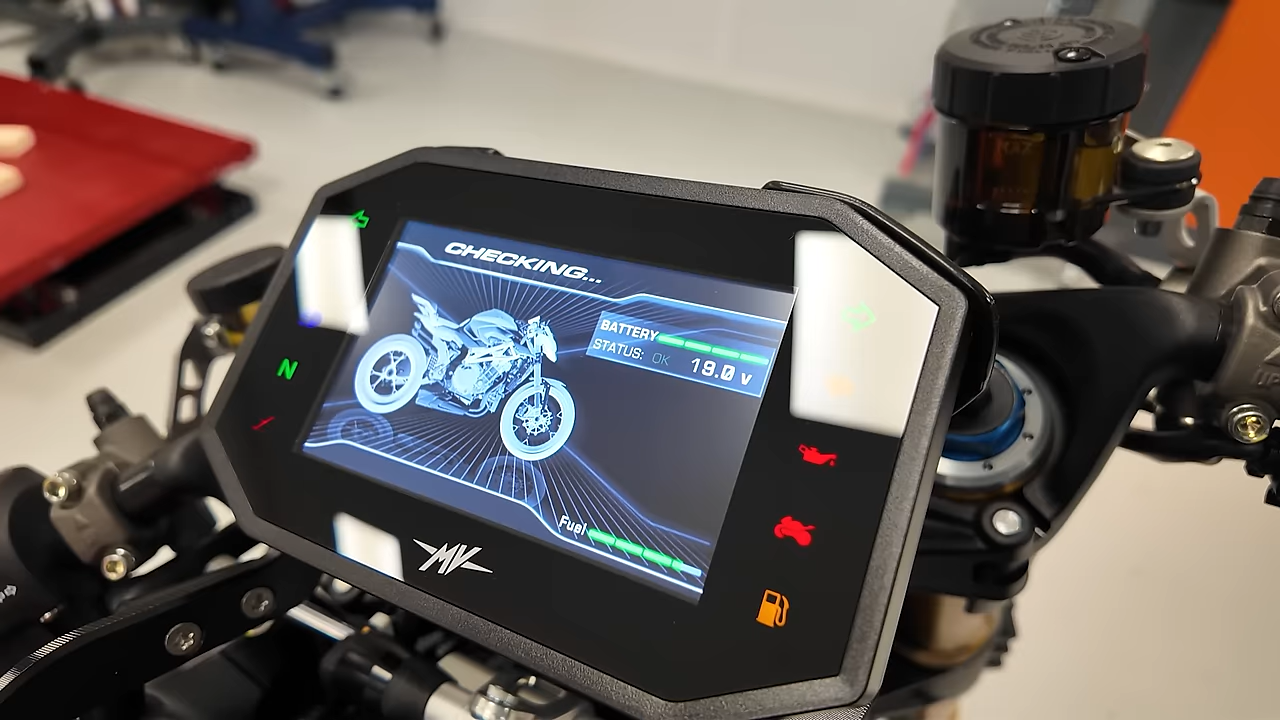 CHECKING...
BATTERY
STATUS: OK
19.0 V
N
Fuel
MV